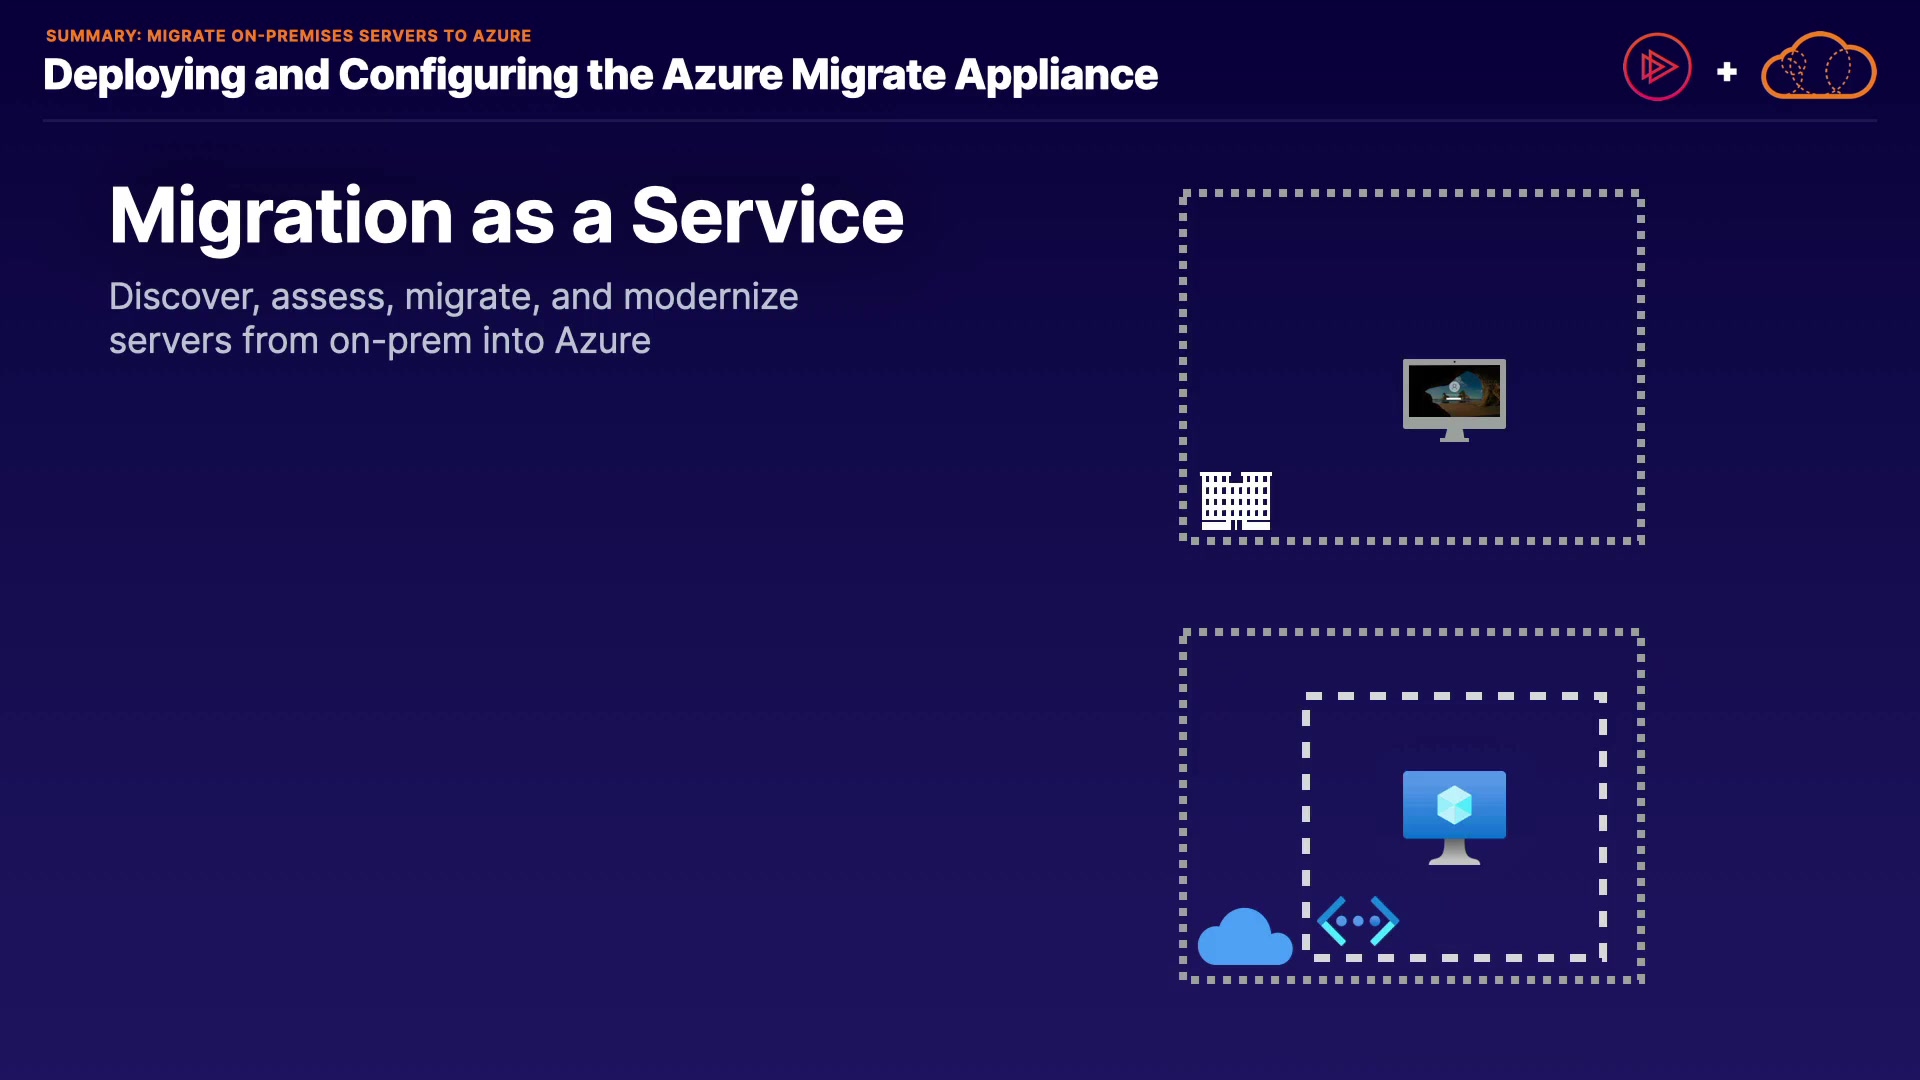 SUMMARY: MIGRATE ON-PREMISES SERVERS TO AZURE
Deploying and Configuring the Azure Migrate Appliance
Migration as a Service
Discover, assess, migrate, and modernize
servers from on-prem into Azure